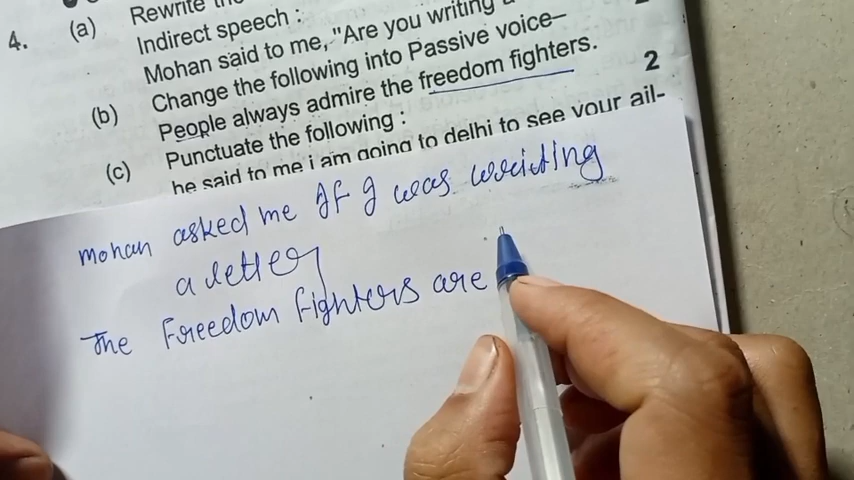 4. (a) Rewrite
Indirect speech :
Mohan said to me, "Are you writing a
(b) Change the following into Passive voice–
People always admire the freedom fighters.
2
(c) Punctuate the following :
he said to me i am going to delhi to see your ail-
Mohan asked me If I was writing
a letter
The Freedom fighters are